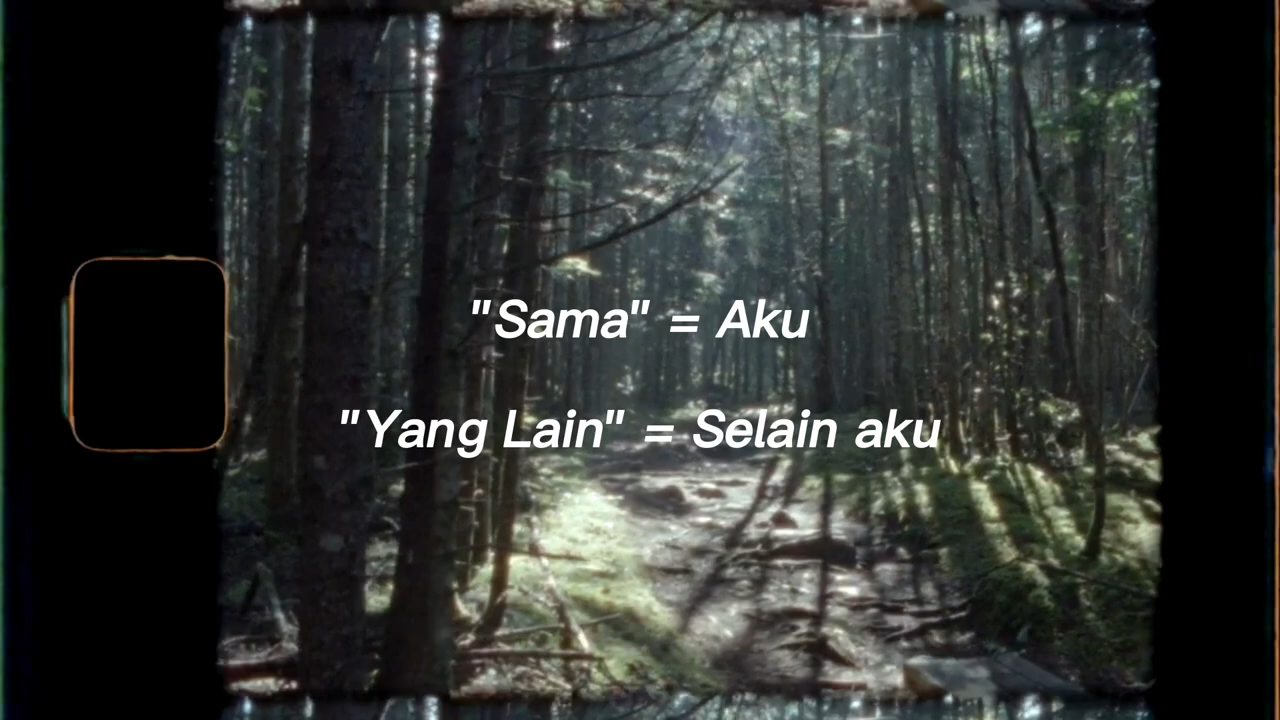 "Sama" = Aku
"Yang Lain" = Selain aku